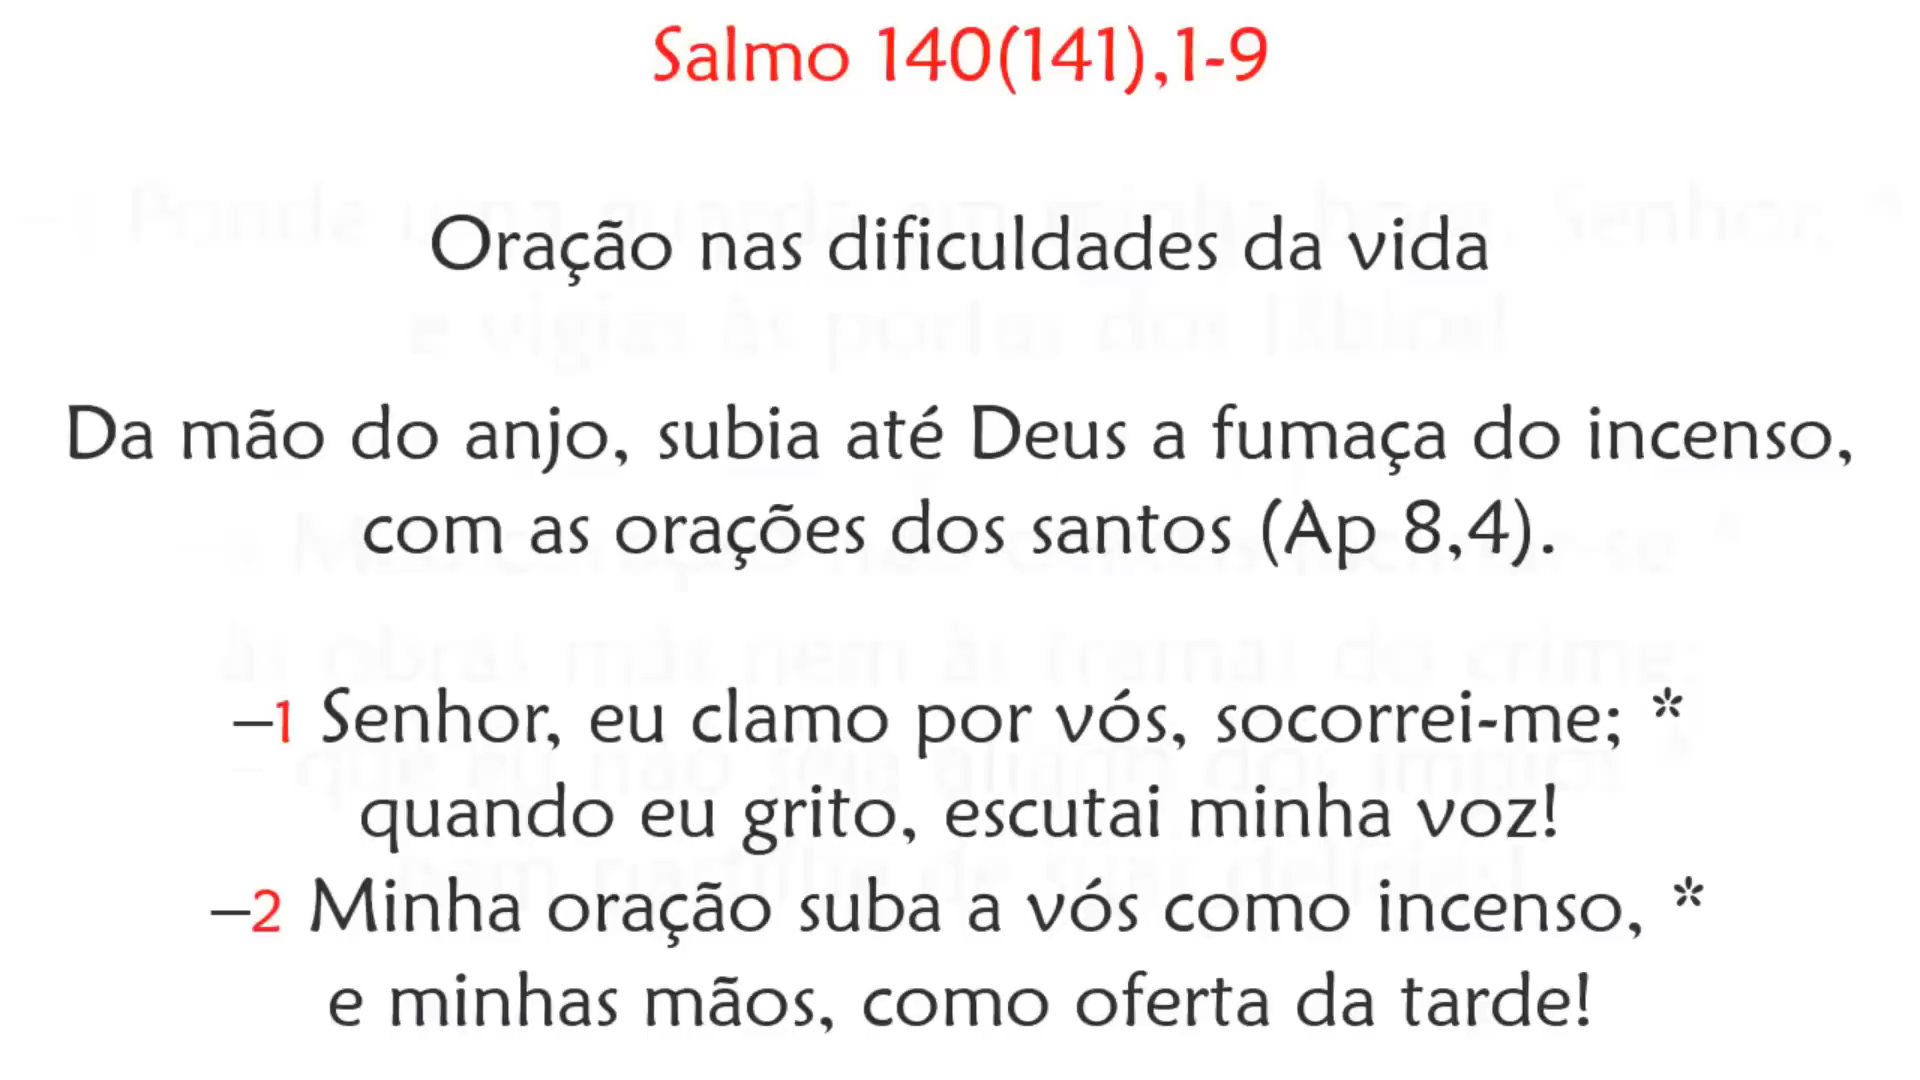 Salmo 140(141),1-9
Oração nas dificuldades da vida
Da mão do anjo, subia até Deus a fumaça do incenso,
com as orações dos santos (Ap 8,4).
–1 Senhor, eu clamo por vós, socorrei-me; *
quando eu grito, escutai minha voz!
–2 Minha oração suba a vós como incenso, *
e minhas mãos, como oferta da tarde!